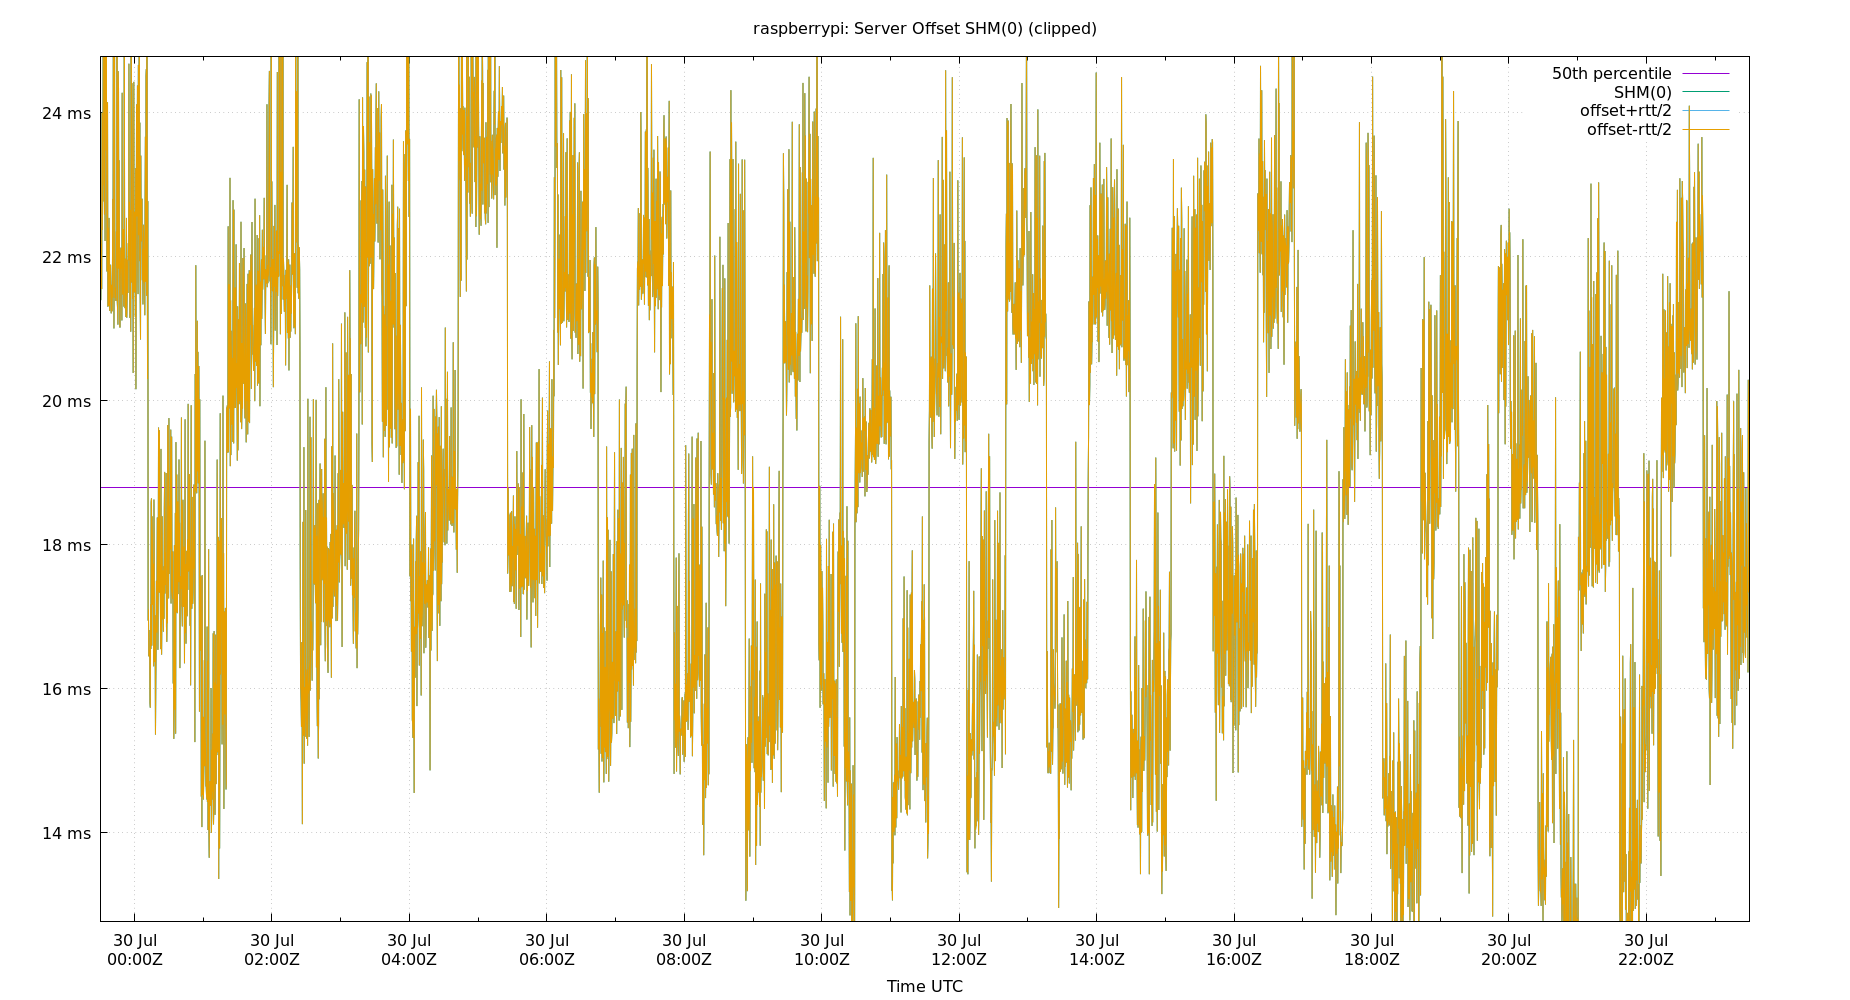 raspberrypi: Server Offset SHM(0) (clipped)
50th percentile
SHM(0)
offset+rtt/2
offset-rtt/2
24 ms
22 ms
20 ms
18 ms
16 ms
14 ms
30 Jul 30 Jul 30 Jul 30 Jul 30 Jul 30 Jul 30 Jul 30 Jul 30 Jul 30 Jul 30 Jul 30 Jul
00:00Z 02:00Z 04:00Z 06:00Z 08:00Z 10:00Z 12:00Z 14:00Z 16:00Z 18:00Z 20:00Z 22:00Z
Time UTC